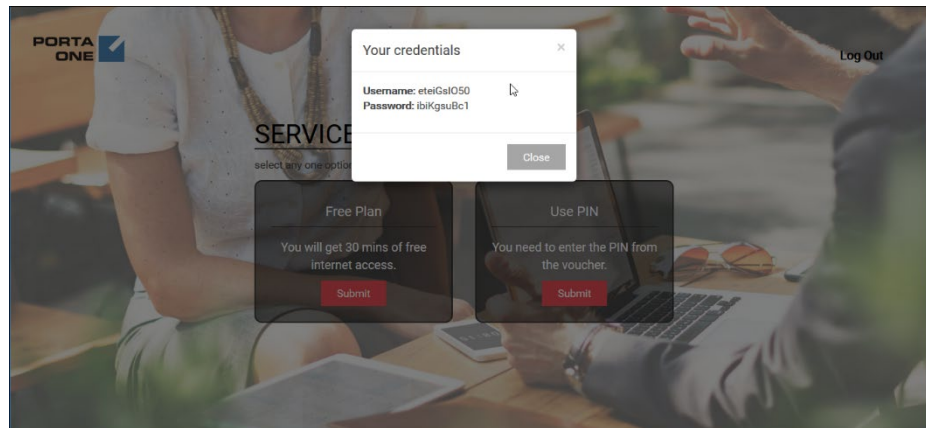 PORTA
ONE
Log Out
Your credentials
×
Username: eteiGslO50
Password: ibiKgsuBc1
Close
SERVICE
select any one option
Free Plan
You will get 30 mins of free
internet access.
Submit
Use PIN
You need to enter the PIN from
the voucher.
Submit